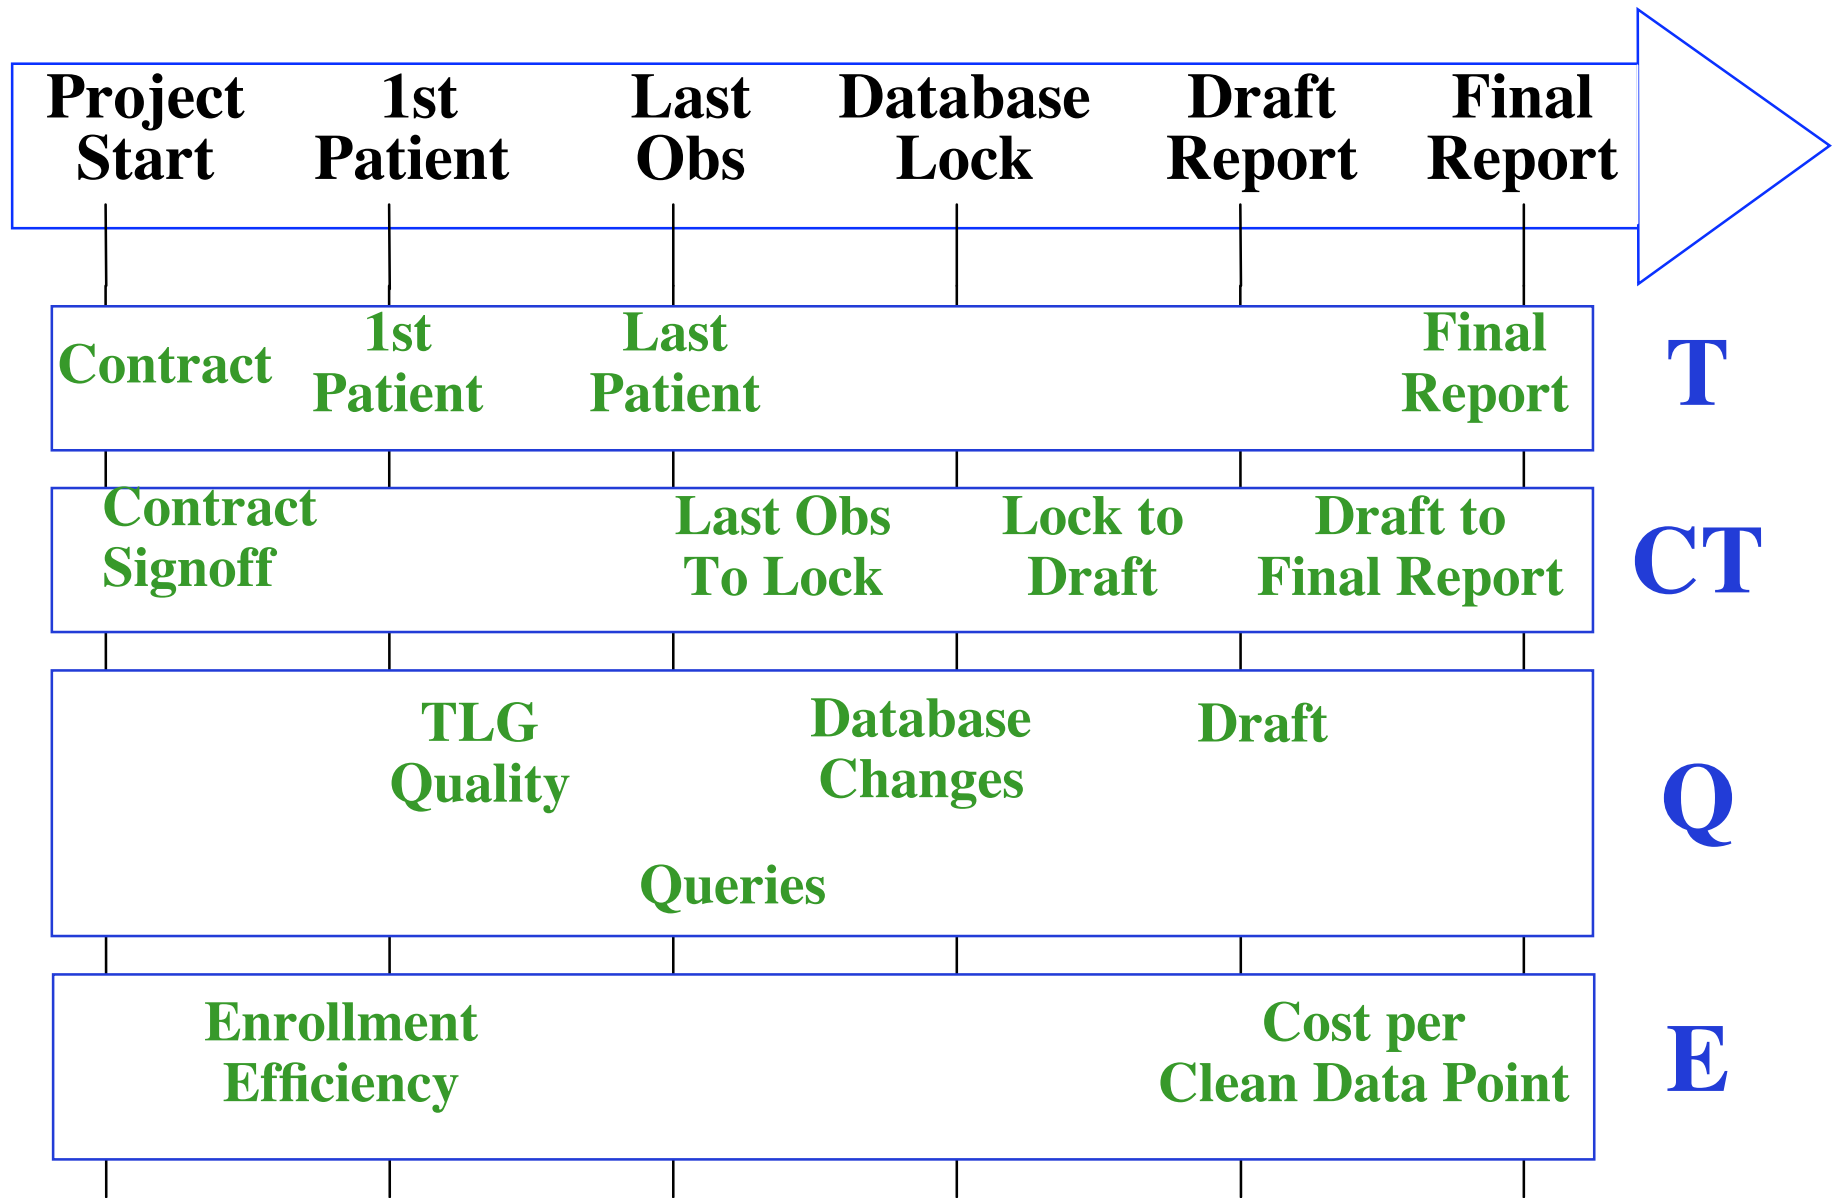 Project 1st Last Database Draft Final
Start Patient Obs Lock Report Report
1st Last Final
Contract
Patient Patient Report
T
Contract Last Obs Lock to Draft to
Signoff To Lock Draft Final Report
CT
TLG Database Draft
Quality Changes
Q
Queries
Enrollment Cost per
Efficiency Clean Data Point
E